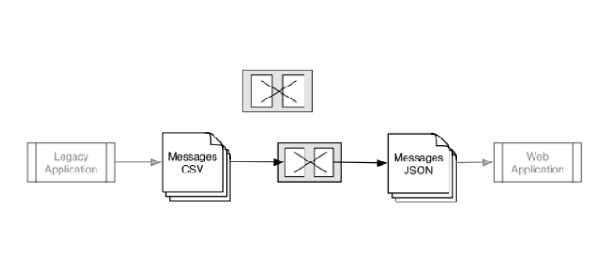 Legacy
Application
Messages
CSV
Messages
JSON
Web
Application